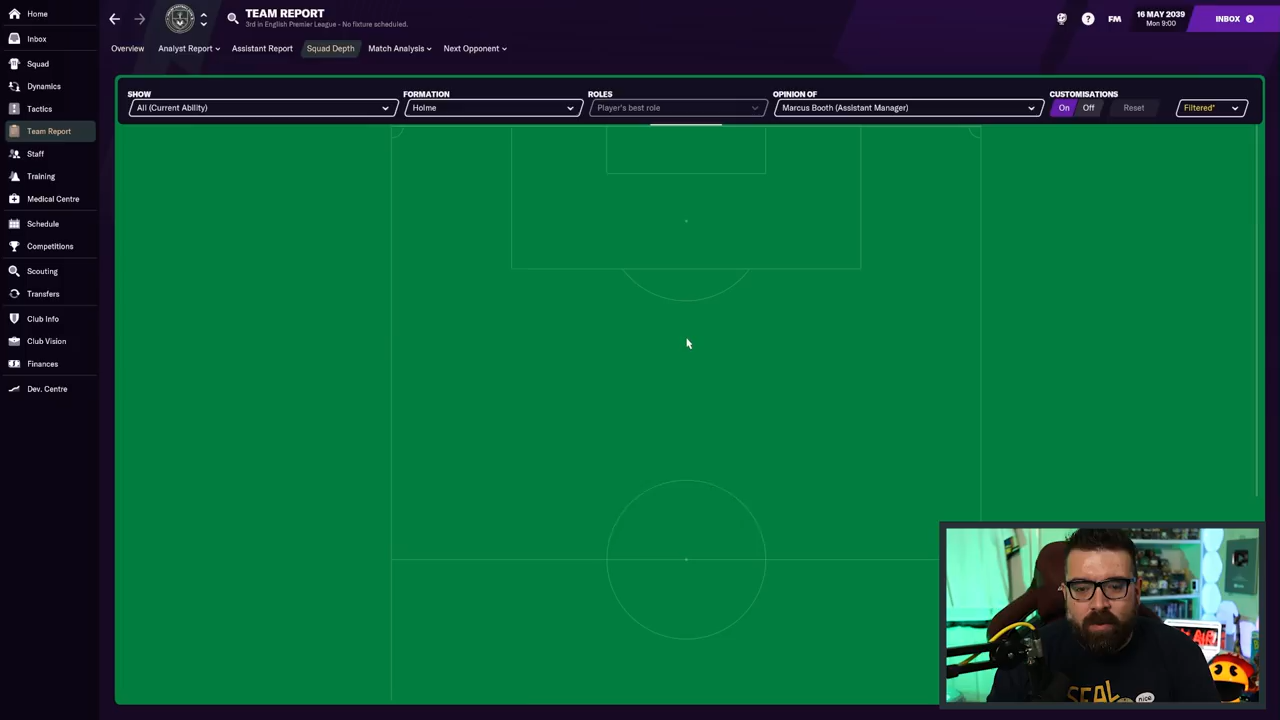 Home
TEAM REPORT
3rd in English Premier League - No fixture scheduled.
FM
16 MAY 2039
Mon 9:00
INBOX
Inbox
Overview
Analyst Report
Assistant Report
Squad Depth
Match Analysis
Next Opponent
Squad
Dynamics
Tactics
Team Report
Staff
Training
Medical Centre
Schedule
Competitions
Scouting
Transfers
Club Info
Club Vision
Finances
Dev. Centre
SHOW
All (Current Ability)
FORMATION
Holme
ROLES
Player's best role
OPINION OF
Marcus Booth (Assistant Manager)
CUSTOMISATIONS
On
Off
Reset
Filtered*
SEAL
nice